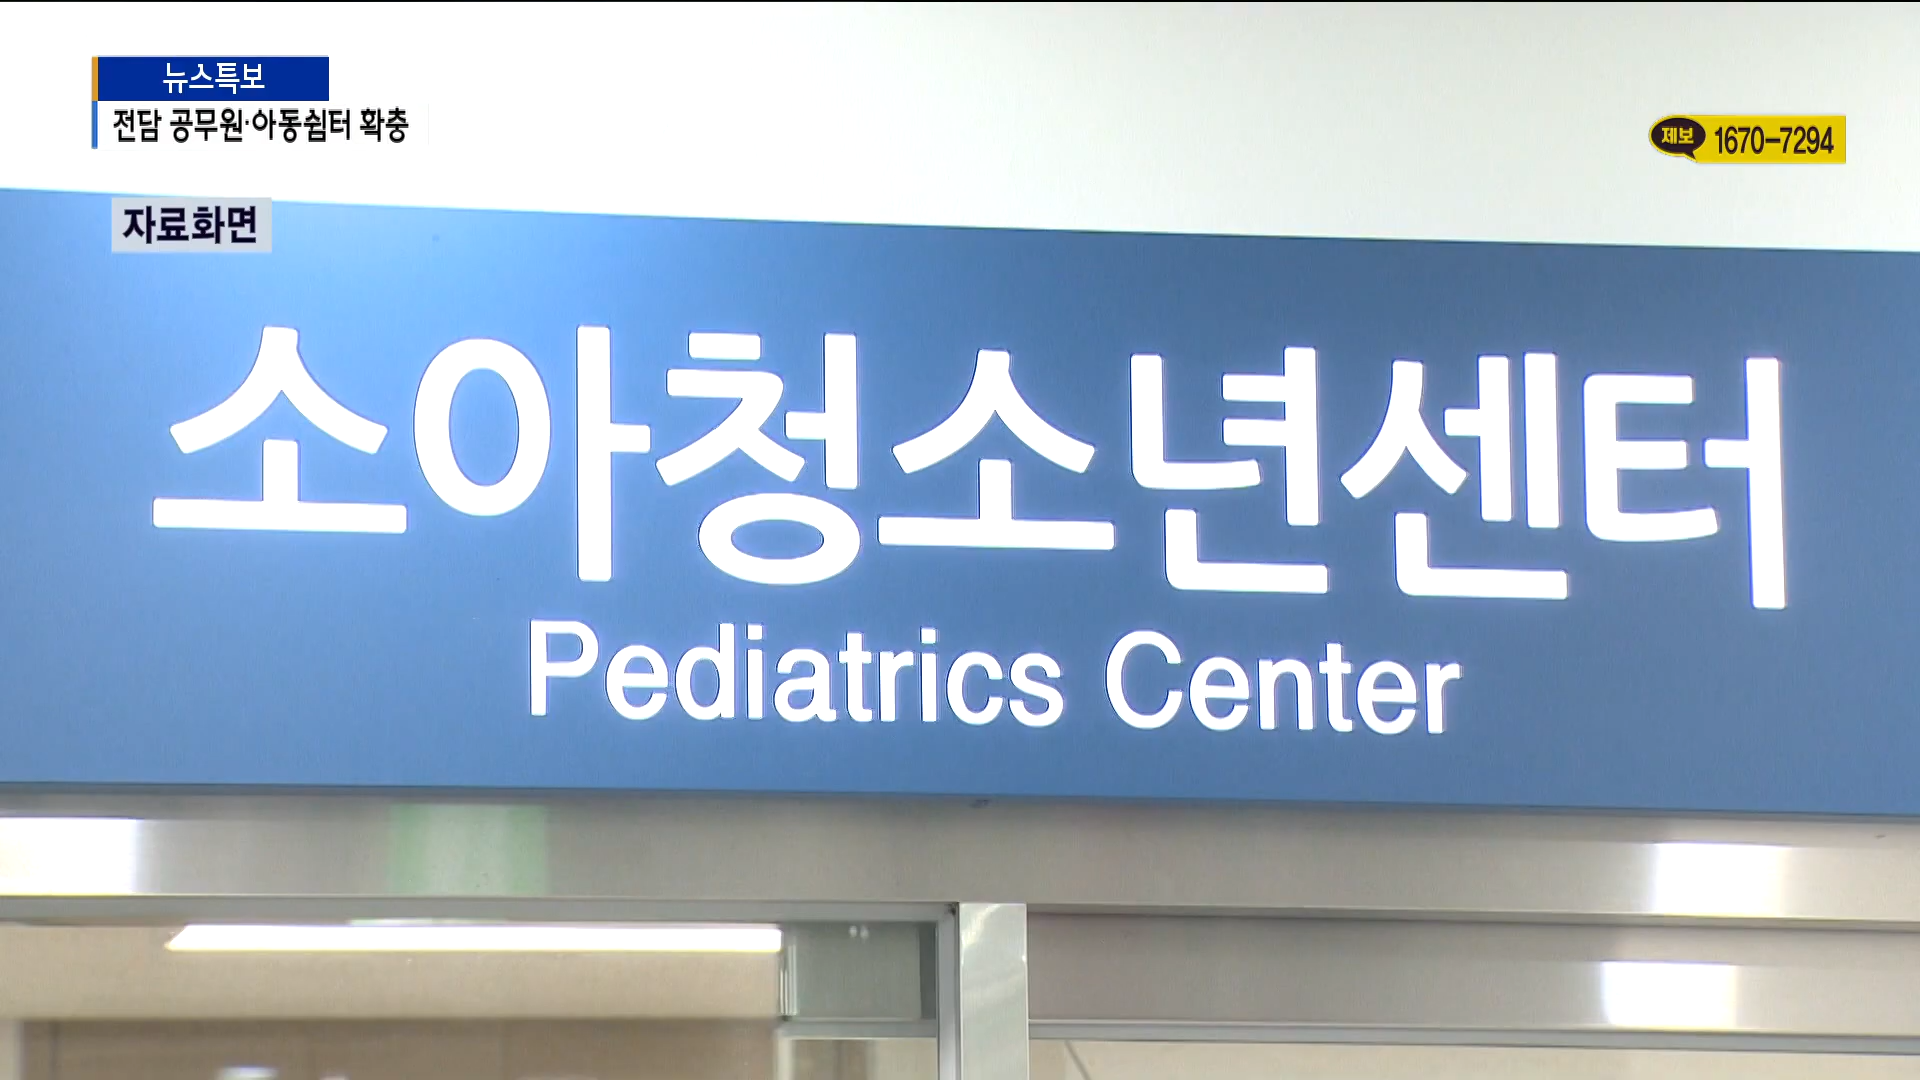 뉴스특보
전담 공무원·아동쉼터 확충
제보 1670-7294
자료화면
소아청소년센터
Pediatrics Center